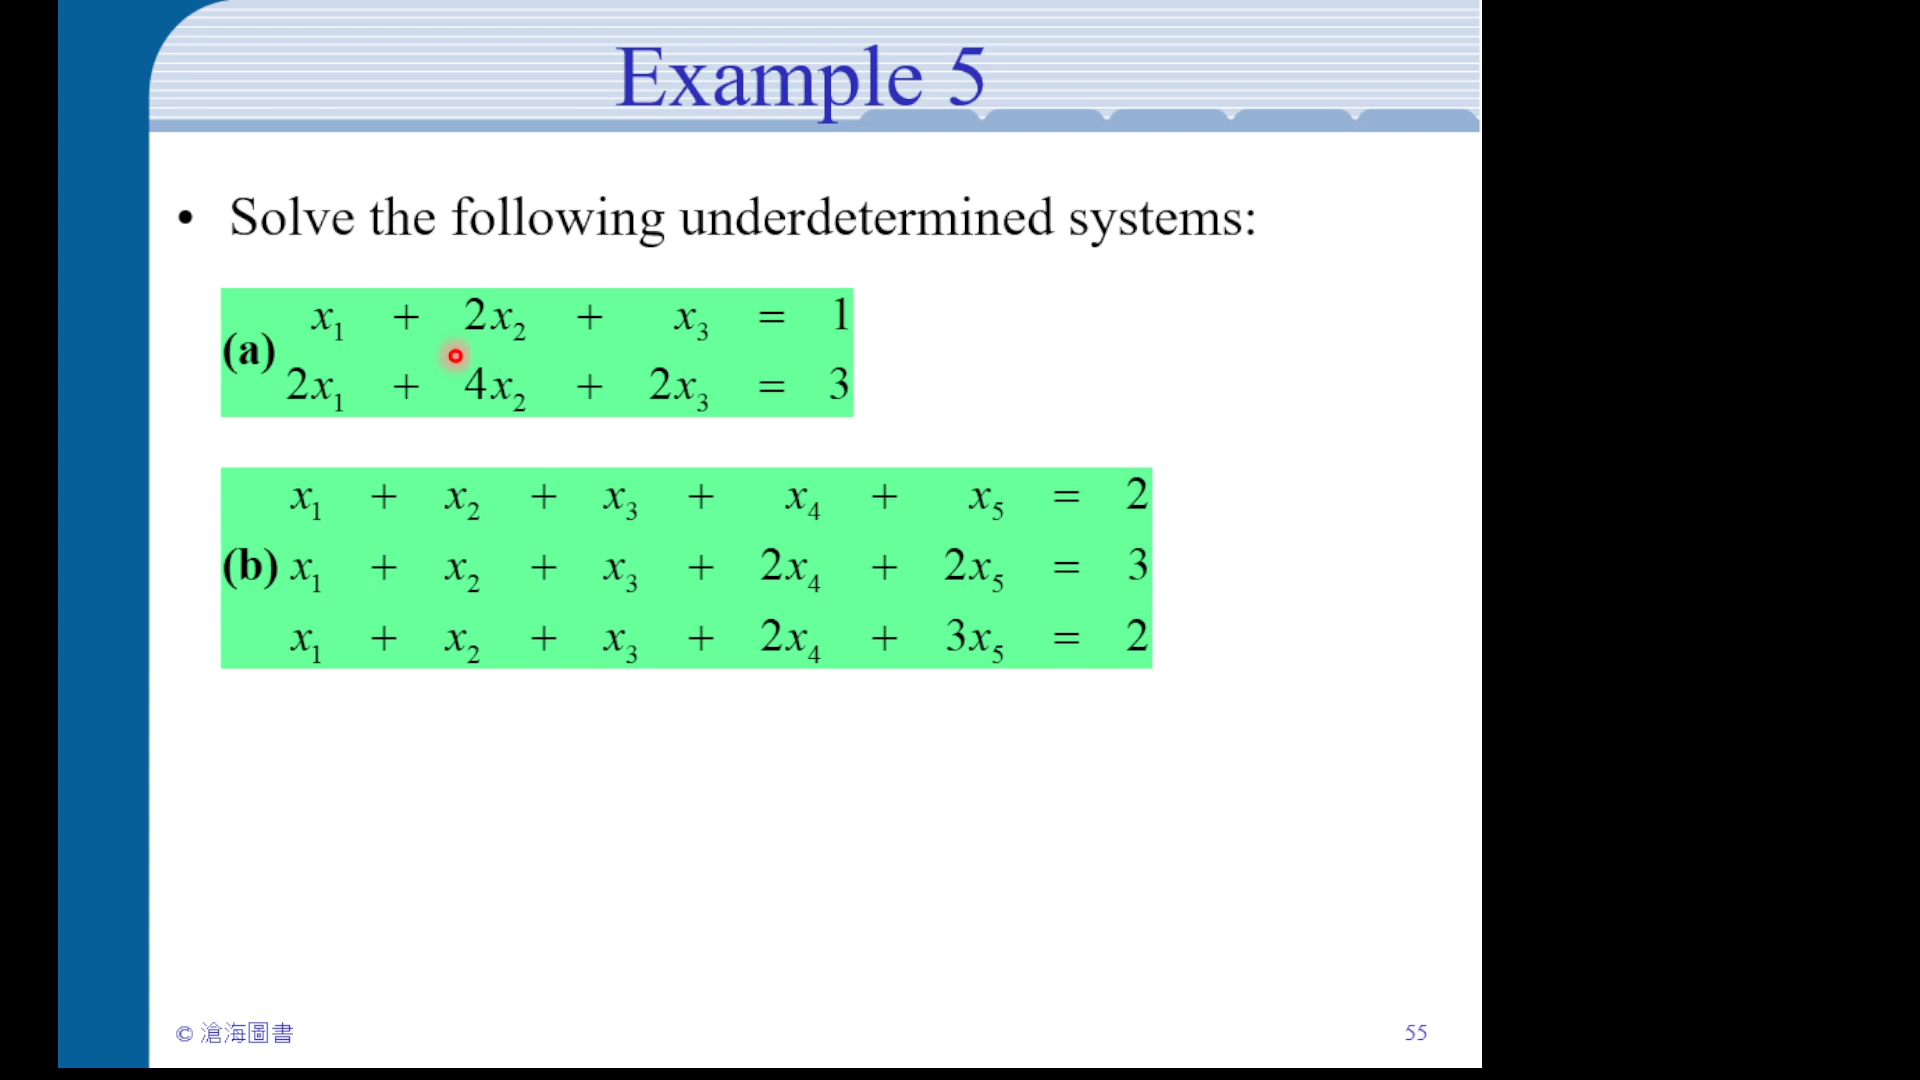 Example 5
• Solve the following underdetermined systems:
x₁ + 2x₂ + x₃ = 1
(a)
2x₁ + 4x₂ + 2x₃ = 3
x₁ + x₂ + x₃ + x₄ + x₅ = 2
(b) x₁ + x₂ + x₃ + 2x₄ + 2x₅ = 3
x₁ + x₂ + x₃ + 2x₄ + 3x₅ = 2
© 滄海圖書
55